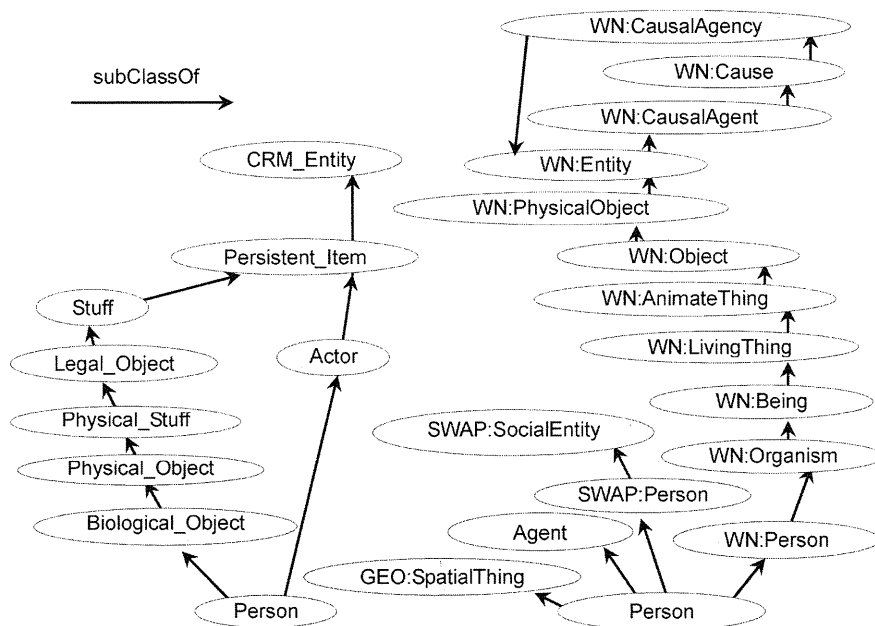 subClassOf
CRM_Entity
Persistent_Item
Stuff
Legal_Object
Actor
Physical_Stuff
Physical_Object
Biological_Object
Person
WN:CausalAgency
WN:Cause
WN:CausalAgent
WN:Entity
WN:PhysicalObject
WN:Object
WN:AnimateThing
WN:LivingThing
WN:Being
SWAP:SocialEntity
WN:Organism
SWAP:Person
Agent
WN:Person
GEO:SpatialThing
Person